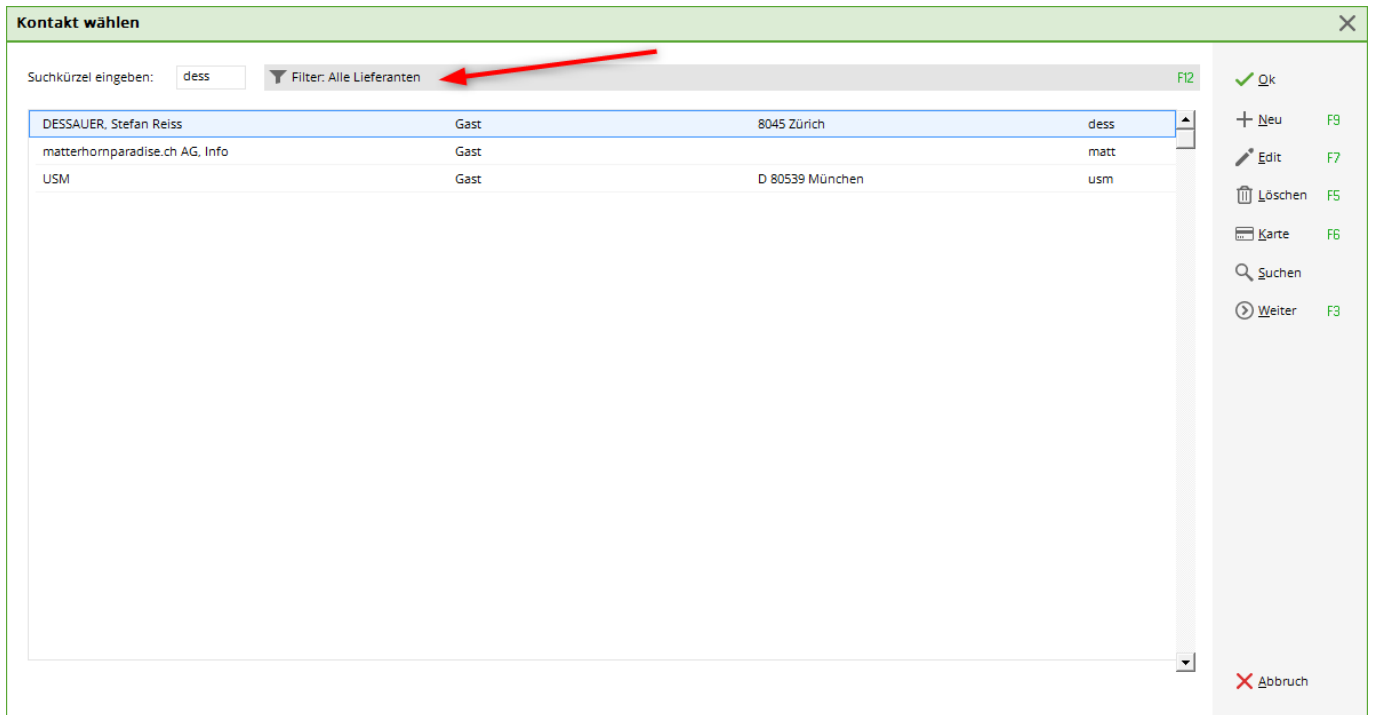 Kontakt wählen
Suchkürzel eingeben: dess Filter: Alle Lieferanten F12
DESSAUER, Stefan Reiss Gast 8045 Zürich dess
matterhornparadise.ch AG, Info Gast matt
USM Gast D 80539 München usm
Ok
Neu F9
Edit F7
Löschen F5
Karte F6
Suchen
Weiter F3
Abbruch